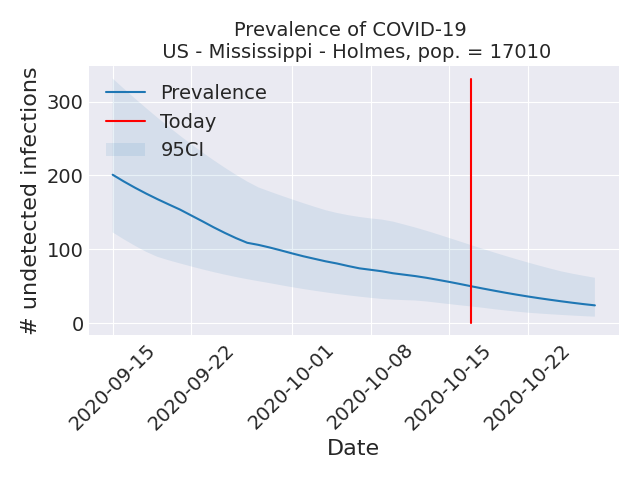 Prevalence of COVID-19
US - Mississippi - Holmes, pop. = 17010
# undetected infections
300
200
100
0
Prevalence
Today
95CI
2020-09-15
2020-09-22
2020-10-01
2020-10-08
2020-10-15
2020-10-22
Date